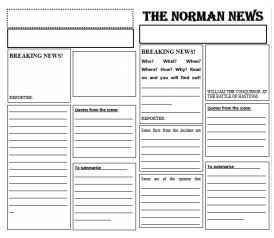 THE NORMAN NEWS
BREAKING NEWS!
REPORTER:
Quotes from the scene:
To summarise
BREAKING NEWS!
Who? What? When?
Where? How? Why? Read
on and you will find out!
REPORTER:
Some facts from the incident are
Some are of the opinion that
WILLIAM THE CONQUEROR AT
THE BATTLE OF HASTINGS
Quotes from the scene:
To summarise